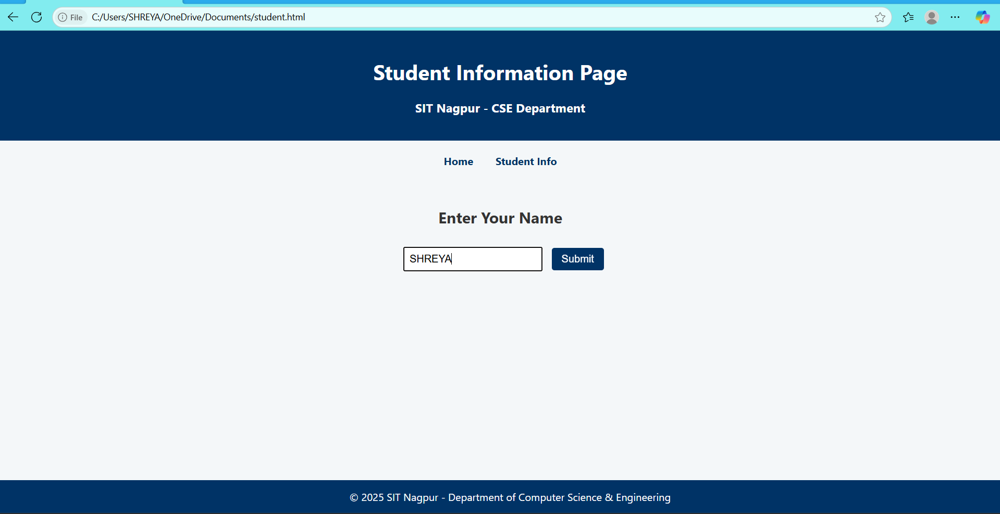 File C:/Users/SHREYA/OneDrive/Documents/student.html
Student Information Page
SIT Nagpur - CSE Department
Home Student Info
Enter Your Name
SHREYA Submit
© 2025 SIT Nagpur - Department of Computer Science & Engineering